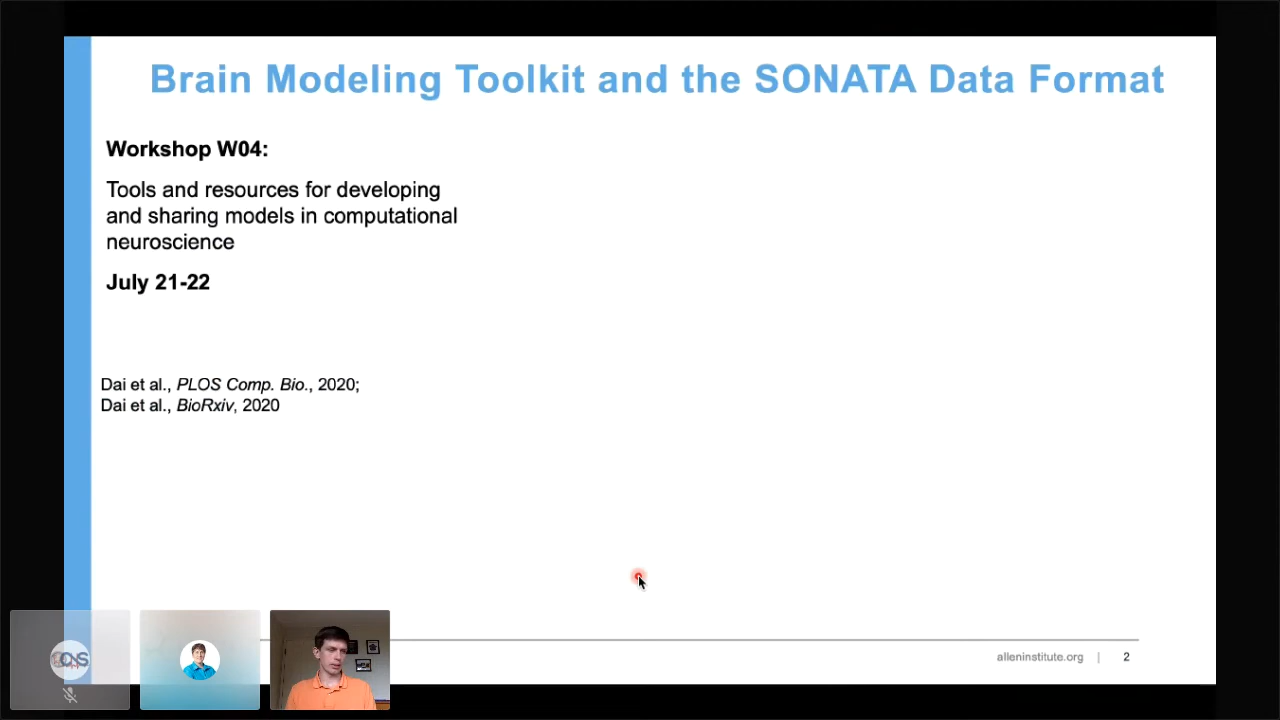 Brain Modeling Toolkit and the SONATA Data Format
Workshop W04:
Tools and resources for developing
and sharing models in computational
neuroscience
July 21-22
Dai et al., PLOS Comp. Bio., 2020;
Dai et al., BioRxiv, 2020
alleninstitute.org | 2